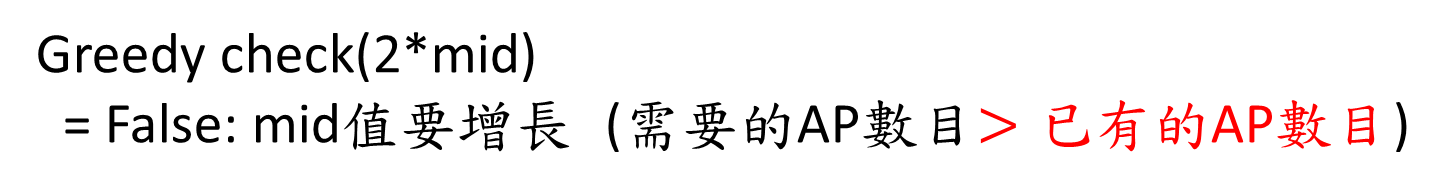 Greedy check(2*mid)
= False: mid值要增長 (需要的AP數目> 已有的AP數目)